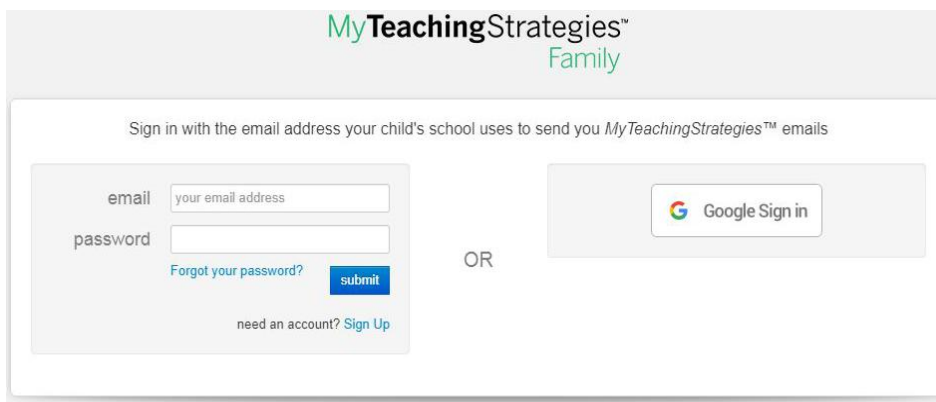 MyTeachingStrategies™
Family
Sign in with the email address your child's school uses to send you MyTeachingStrategies™ emails
email
your email address
password
Forgot your password?
submit
need an account? Sign Up
OR
G Google Sign in